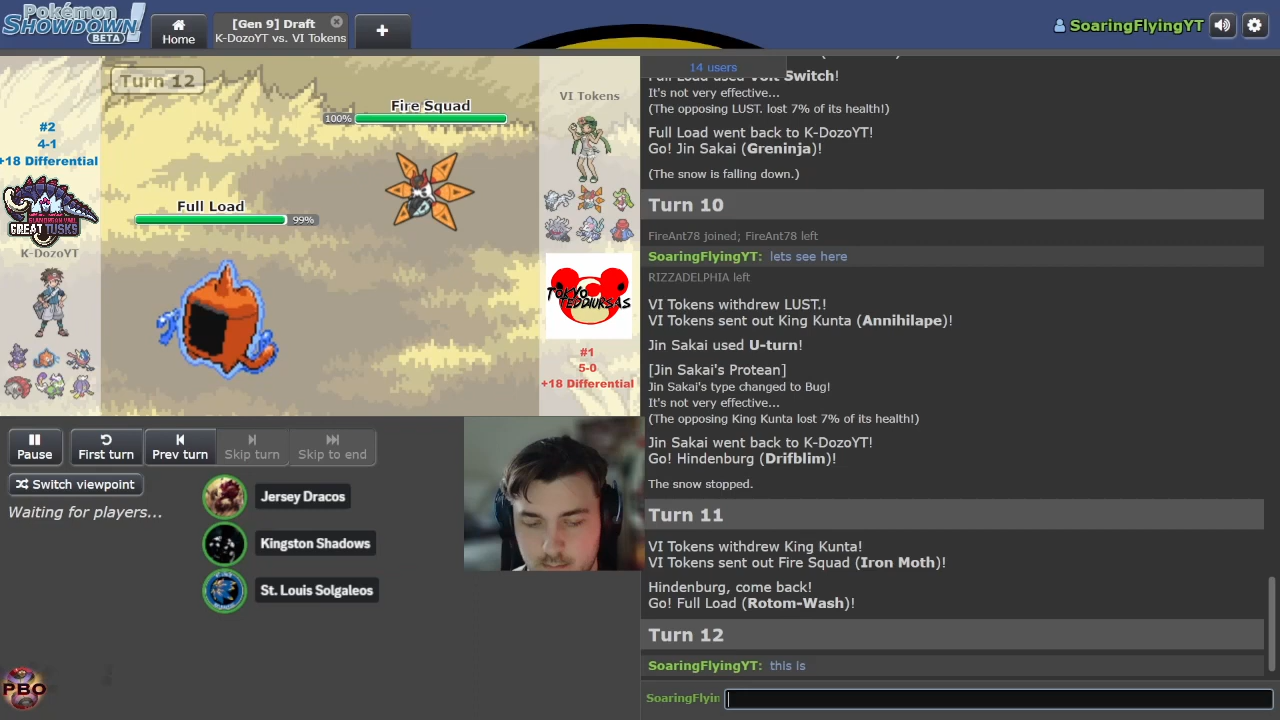 Pokémon
SHOWDOWN!
BETA
Home
[Gen 9] Draft
K-DozoYT vs. VI Tokens
SoaringFlyingYT
Turn 12
Fire Squad
100%
Full Load
99%
#2
4-1
+18 Differential
GREAT TUSKS
K-DozoYT
VI Tokens
TOKYO
TEDDIURSAS
#1
5-0
+18 Differential
Pause
First turn
Prev turn
Skip turn
Skip to end
Switch viewpoint
Waiting for players...
Jersey Dracos
Kingston Shadows
St. Louis Solgaleos
PBO
14 users
Full Load used Volt Switch!
It's not very effective...
(The opposing LUST. lost 7% of its health!)
Full Load went back to K-DozoYT!
Go! Jin Sakai (Greninja)!
(The snow is falling down.)
Turn 10
FireAnt78 joined; FireAnt78 left
SoaringFlyingYT: lets see here
RIZZADELPHIA left
VI Tokens withdrew LUST.!
VI Tokens sent out King Kunta (Annihilape)!
Jin Sakai used U-turn!
[Jin Sakai's Protean]
Jin Sakai's type changed to Bug!
It's not very effective...
(The opposing King Kunta lost 7% of its health!)
Jin Sakai went back to K-DozoYT!
Go! Hindenburg (Drifblim)!
The snow stopped.
Turn 11
VI Tokens withdrew King Kunta!
VI Tokens sent out Fire Squad (Iron Moth)!
Hindenburg, come back!
Go! Full Load (Rotom-Wash)!
Turn 12
SoaringFlyingYT: this is
SoaringFlyin